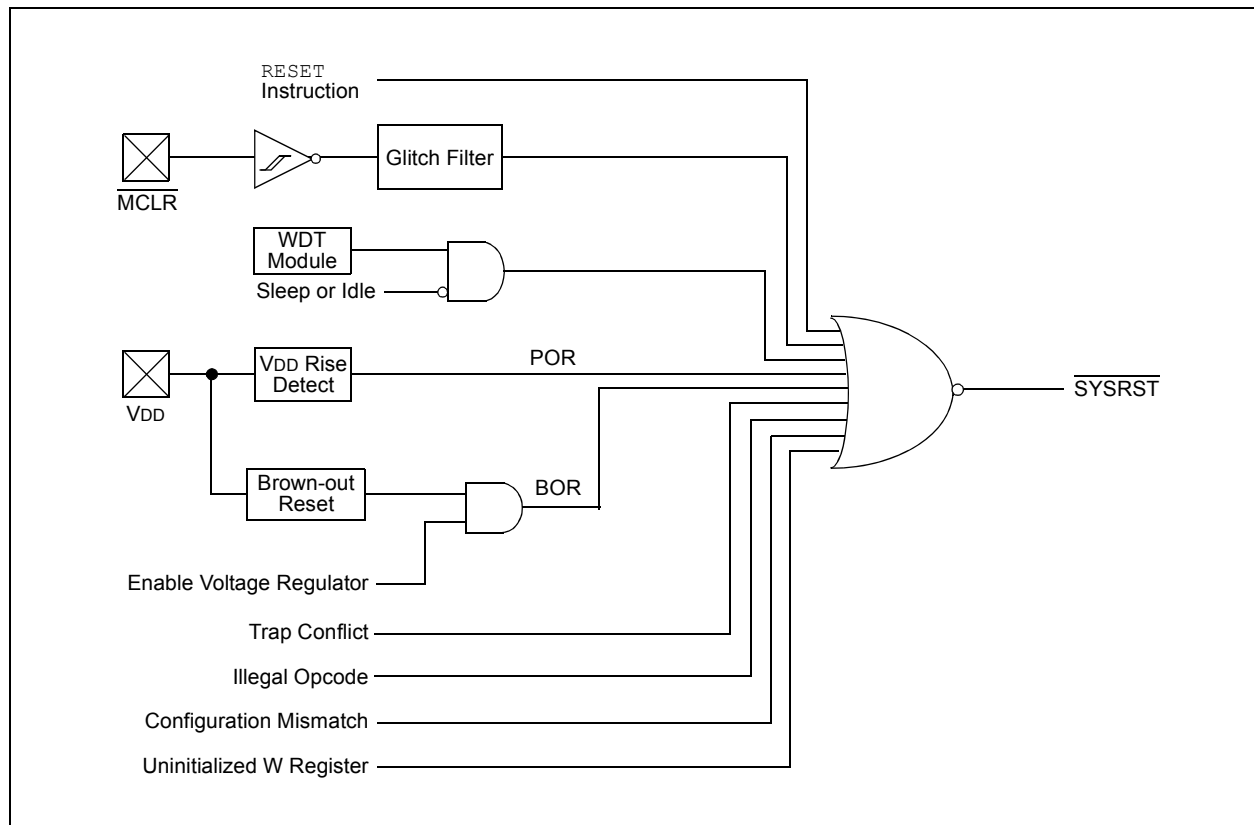 RESET
Instruction
MCLR
Glitch Filter
WDT
Module
Sleep or Idle
VDD
VDD Rise
Detect
POR
SYSRST
Brown-out
Reset
BOR
Enable Voltage Regulator
Trap Conflict
Illegal Opcode
Configuration Mismatch
Uninitialized W Register